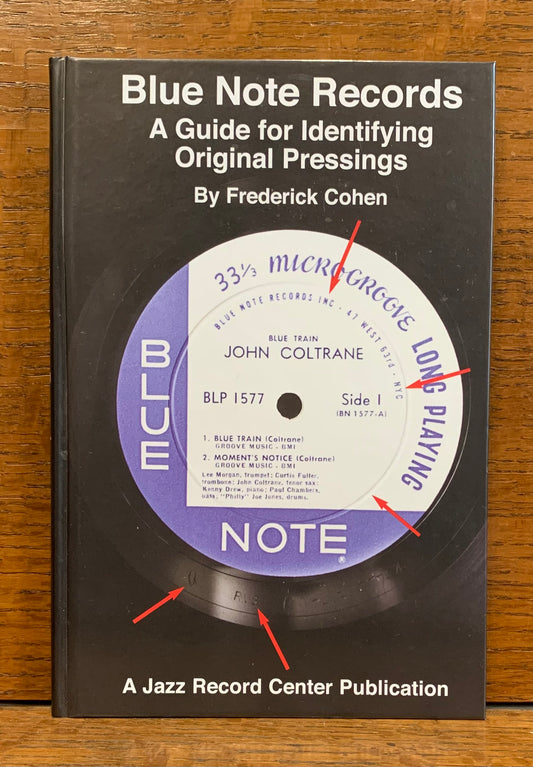 Blue Note Records
A Guide for Identifying
Original Pressings
By Frederick Cohen
33⅓ MICROGROOVE LONG PLAYING
BLUE NOTE RECORDS INC · 47 WEST 63rd · NYC
BLUE TRAIN
JOHN COLTRANE
BLP 1577
Side 1
(BN 1577-A)
1. BLUE TRAIN (Coltrane)
GROOVE MUSIC - BMI
2. MOMENT'S NOTICE (Coltrane)
GROOVE MUSIC - BMI
Lee Morgan, trumpet; Curtis Fuller,
trombone; John Coltrane, tenor sax;
Kenny Drew, piano; Paul Chambers,
bass; "Philly" Joe Jones, drums.
BLUE
NOTE
®
A Jazz Record Center Publication